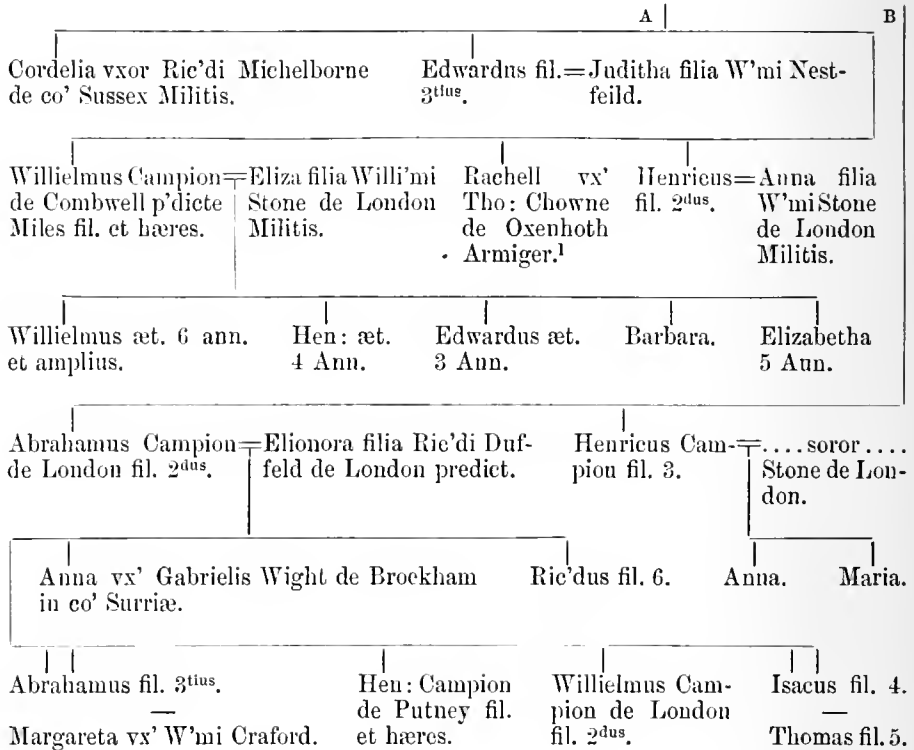 A B
Cordelia vxor Ric'di Michelborne
de co' Sussex Militis.
Edwardus fil.=Juditha filia W'mi Nest-
3tius. feild.
Willielmus Campion=Eliza filia Willi'mi
de Combwell p'dicte Stone de London
Miles fil. et hæres. Militis.
Rachell vx'
Tho: Chowne
de Oxenhoth
Armiger.1
Henricus=Anna filia
fil. 2dus. W'mi Stone
de London
Militis.
Willielmus æt. 6 ann.
et amplius.
Hen: æt.
4 Ann.
Edwardus æt.
3 Ann.
Barbara.
Elizabetha
5 Ann.
Abrahamus Campion=Elionora filia Ric'di Duf-
de London fil. 2dus. feld de London predict.
Henricus Cam-=....soror....
pion fil. 3. Stone de Lon-
don.
Anna vx' Gabrielis Wight de Brockham
in co' Surriæ.
Ric'dus fil. 6.
Anna.
Maria.
Abrahamus fil. 3tius.
—
Margareta vx' W'mi Craford.
Hen: Campion
de Putney fil.
et hæres.
Willielmus Cam-
pion de London
fil. 2dus.
Isacus fil. 4.
—
Thomas fil. 5.